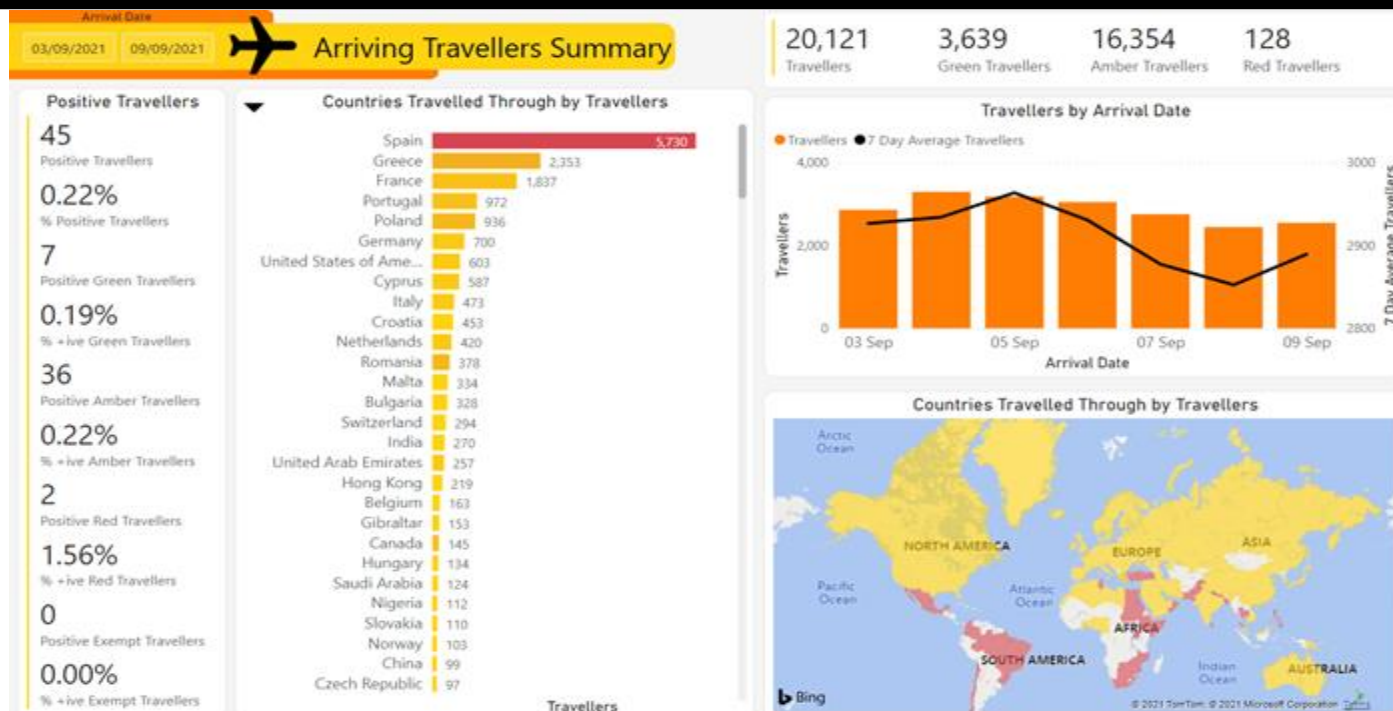 Arrival Date
03/09/2021 09/09/2021
Arriving Travellers Summary
20,121
Travellers
3,639
Green Travellers
16,354
Amber Travellers
128
Red Travellers
Positive Travellers
45
Positive Travellers
0.22%
% Positive Travellers
7
Positive Green Travellers
0.19%
% +ive Green Travellers
36
Positive Amber Travellers
0.22%
% +ive Amber Travellers
2
Positive Red Travellers
1.56%
% +ive Red Travellers
0
Positive Exempt Travellers
0.00%
% +ive Exempt Travellers
Countries Travelled Through by Travellers
Spain 5,730
Greece 2,353
France 1,837
Portugal 972
Poland 936
Germany 700
United States of Ame... 603
Cyprus 587
Italy 473
Croatia 453
Netherlands 420
Romania 378
Malta 334
Bulgaria 328
Switzerland 294
India 270
United Arab Emirates 257
Hong Kong 219
Belgium 163
Gibraltar 153
Canada 145
Hungary 134
Saudi Arabia 124
Nigeria 112
Slovakia 110
Norway 103
China 99
Czech Republic 97
Travellers
Travellers by Arrival Date
Travellers 7 Day Average Travellers
4,000
2,000
0
Travellers
3000
2900
2800
7 Day Average Travellers
03 Sep 05 Sep 07 Sep 09 Sep
Arrival Date
Countries Travelled Through by Travellers
Arctic
Ocean
NORTH AMERICA
EUROPE
ASIA
Pacific
Ocean
Atlantic
Ocean
AFRICA
SOUTH AMERICA
Indian
Ocean
AUSTRALIA
Bing
© 2021 TomTom, © 2021 Microsoft Corporation Terms